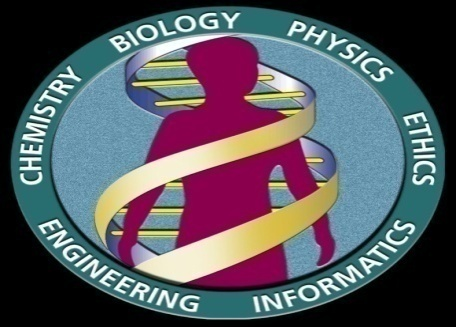 CHEMISTRY
BIOLOGY
PHYSICS
ETHICS
INFORMATICS
ENGINEERING